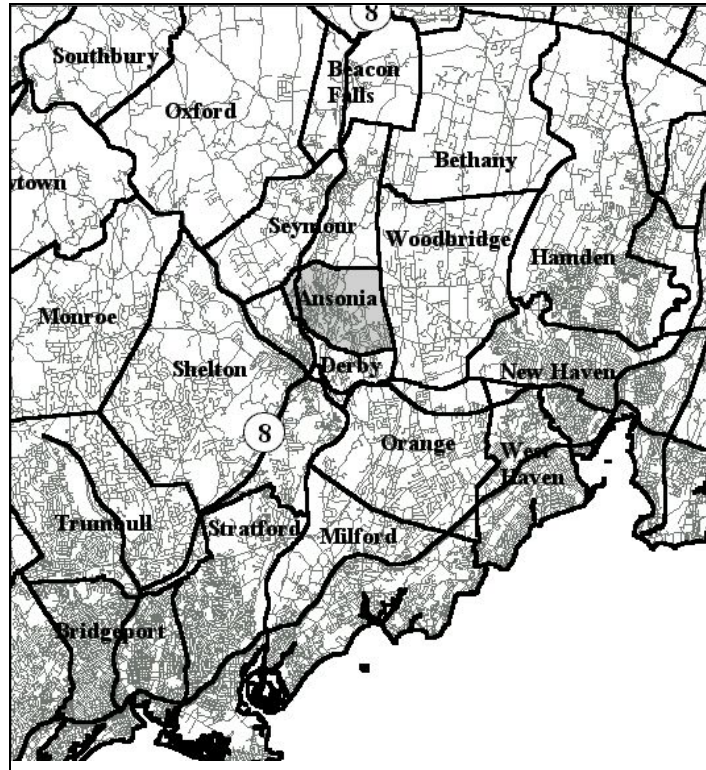 8
Southbury
Beacon
Falls
Oxford
Bethany
ytown
Seymour
Woodbridge
Hamden
Ansonia
Monroe
Shelton
Derby
New Haven
8
Orange
West
Haven
Trumbull
Stratford
Milford
Bridgeport